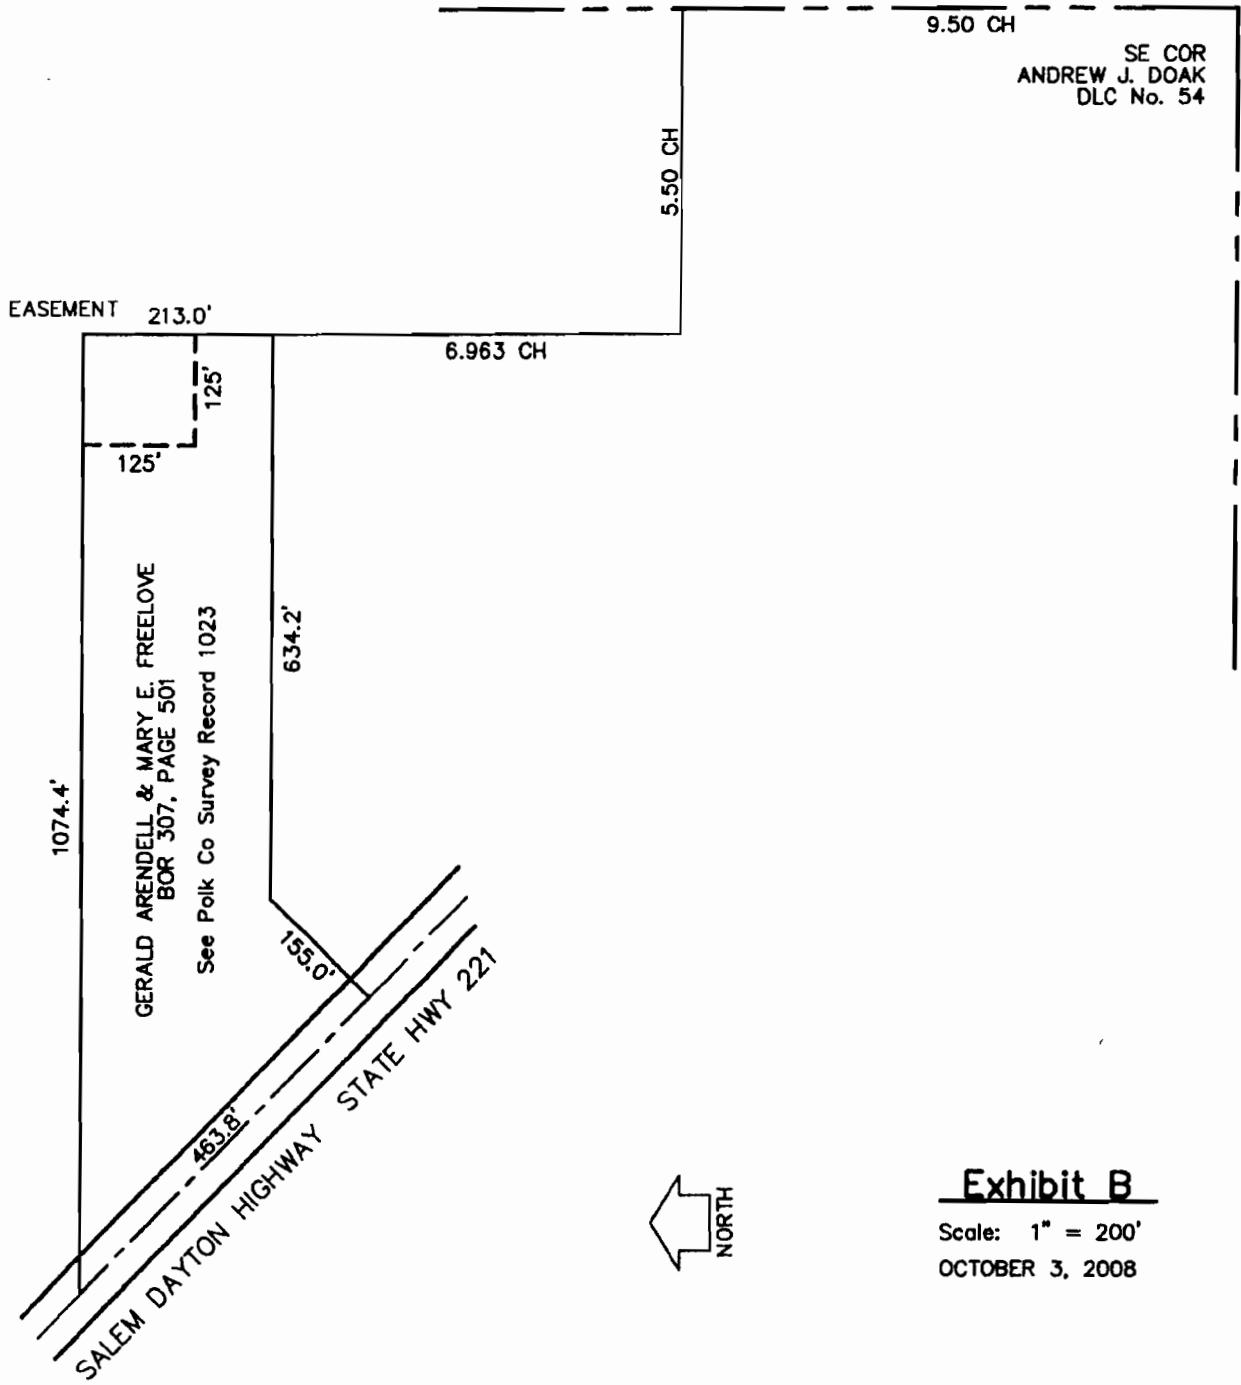 9.50 CH
SE COR
ANDREW J. DOAK
DLC No. 54
5.50 CH
EASEMENT
213.0'
6.963 CH
125'
125'
634.2'
1074.4'
GERALD ARENDELL & MARY E. FREELOVE
BOR 307, PAGE 501
See Polk Co Survey Record 1023
155.0'
463.8'
SALEM DAYTON HIGHWAY STATE HWY 221
NORTH
Exhibit B
Scale: 1" = 200'
OCTOBER 3, 2008